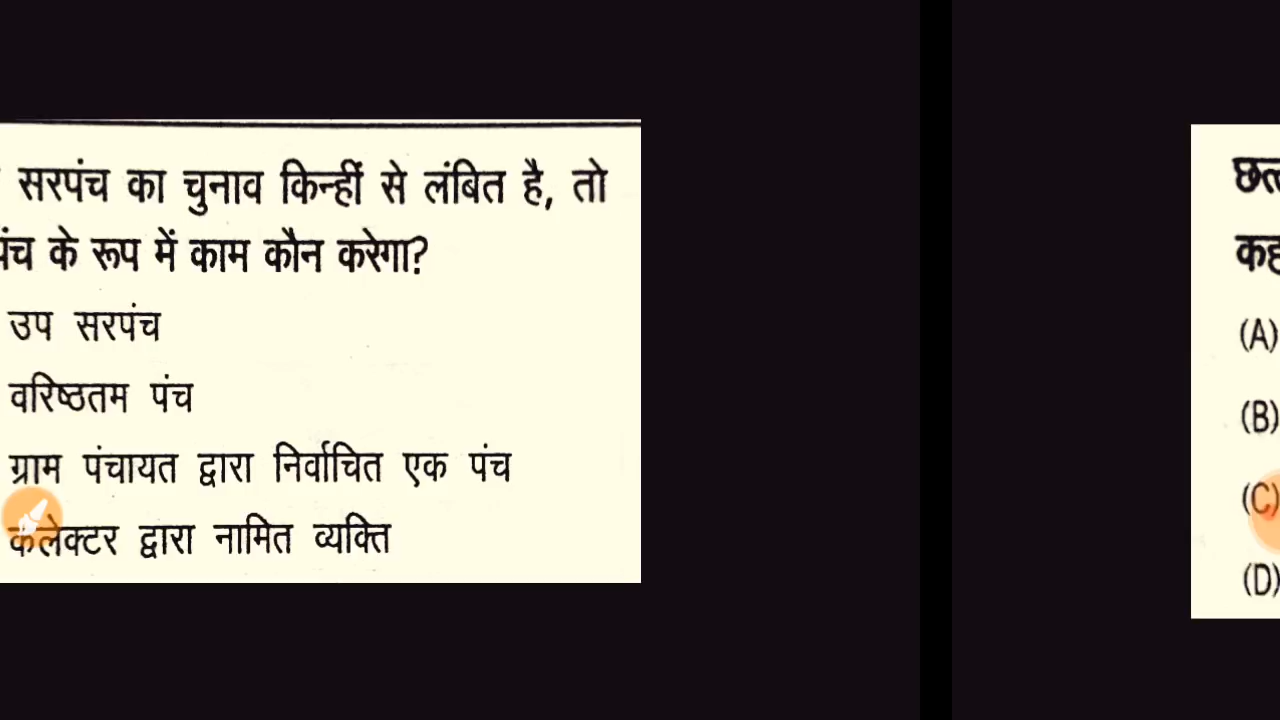 सरपंच का चुनाव किन्हीं से लंबित है, तो
के रूप में काम कौन करेगा?
उप सरपंच
वरिष्ठतम पंच
ग्राम पंचायत द्वारा निर्वाचित एक पंच
कलेक्टर द्वारा नामित व्यक्ति
(A)
(B)
(C)
(D)